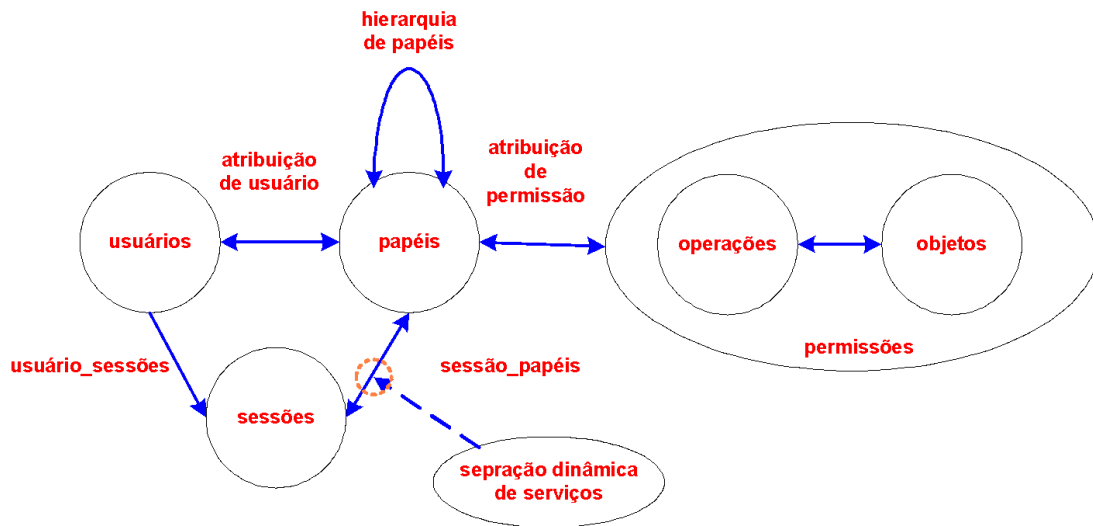 hierarquia
de papéis
atribuição
de usuário
atribuição
de
permissão
usuários
papéis
operações
objetos
permissões
usuário_sessões
sessão_papéis
sessões
sepração dinâmica
de serviços